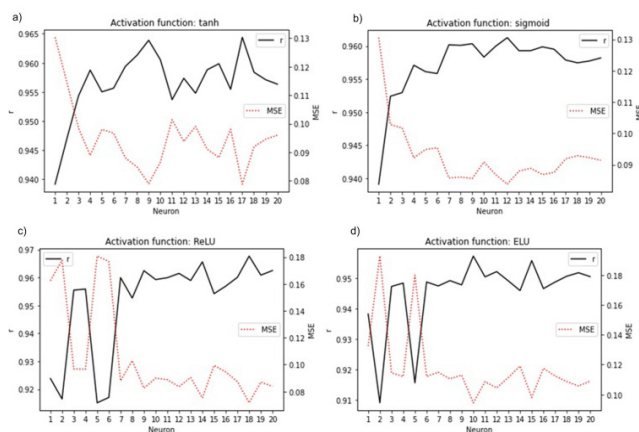 a)
Activation function: tanh
0.965
0.960
0.955
0.950
0.945
0.940
r
r
MSE
0.13
0.12
0.11
0.10
0.09
0.08
MSE
1 2 3 4 5 6 7 8 9 10 11 12 13 14 15 16 17 18 19 20
Neuron
b)
Activation function: sigmoid
0.960
0.955
0.950
0.945
0.940
r
r
MSE
0.13
0.12
0.11
0.10
0.09
MSE
1 2 3 4 5 6 7 8 9 10 11 12 13 14 15 16 17 18 19 20
Neuron
c)
Activation function: ReLU
0.97
0.96
0.95
0.94
0.93
0.92
r
r
MSE
0.18
0.16
0.14
0.12
0.10
0.08
MSE
1 2 3 4 5 6 7 8 9 10 11 12 13 14 15 16 17 18 19 20
Neuron
d)
Activation function: ELU
0.95
0.94
0.93
0.92
0.91
r
r
MSE
0.18
0.16
0.14
0.12
0.10
MSE
1 2 3 4 5 6 7 8 9 10 11 12 13 14 15 16 17 18 19 20
Neuron